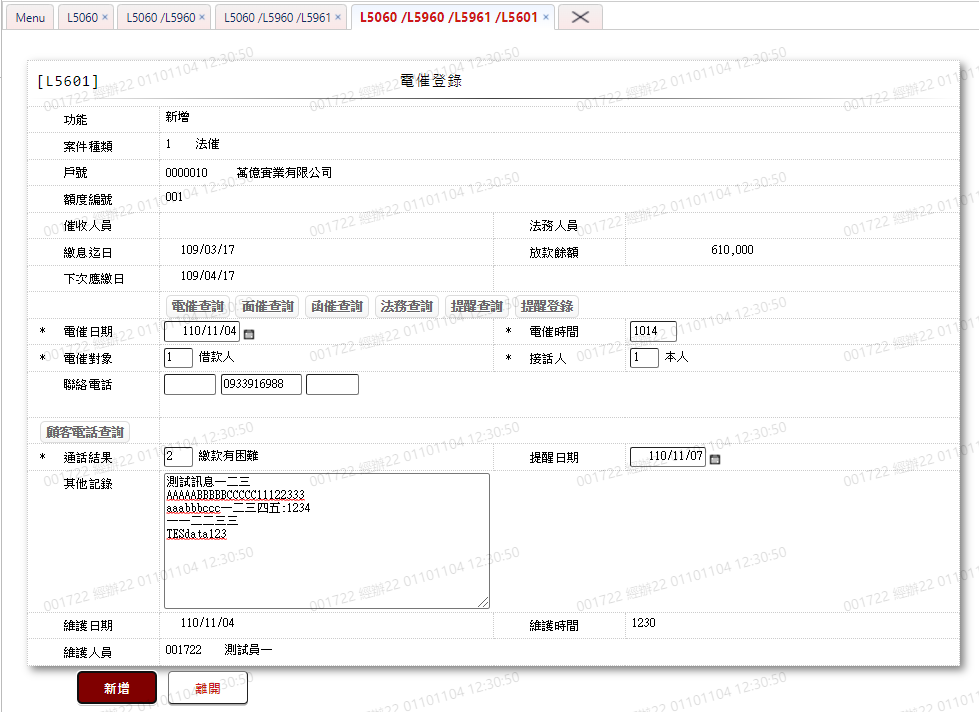 Menu L5060 × L5060 /L5960 × L5060 /L5960 /L5961 × L5060 /L5960 /L5961 /L5601 ×
[L5601] 電催登錄
功能 新增
案件種類 1 法催
戶號 0000010 萬億實業有限公司
額度編號 001
催收人員 法務人員
繳息迄日 109/03/17 放款餘額 610,000
下次應繳日 109/04/17
電催查詢 面催查詢 函催查詢 法務查詢 提醒查詢 提醒登錄
* 電催日期 110/11/04 * 電催時間 1014
* 電催對象 1 借款人 * 接話人 1 本人
聯絡電話 0933916988
顧客電話查詢
* 通話結果 2 繳款有困難 提醒日期 110/11/07
其他記錄 測試訊息一二三
AAAAABBBBBCCCCC11122333
aaabbbccc一二三四五:1234
一一二二三三
TESdata123
維護日期 110/11/04 維護時間 1230
維護人員 001722 測試員一
新增 離開
001722 經辦22 01101104 12:30:50